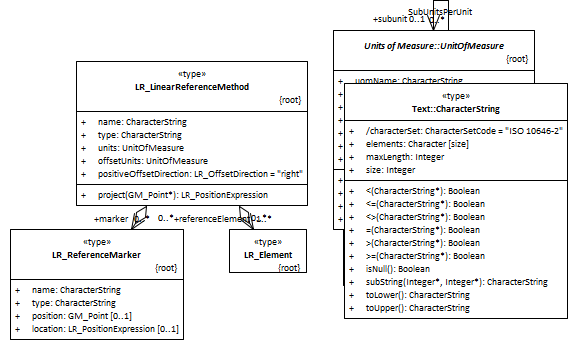 SubUnitsPerUnit
+subunit 0..1 0..*
Units of Measure::UnitOfMeasure
{root}
+ uomName: CharacterString
«type»
LR_LinearReferenceMethod
{root}
+ name: CharacterString
+ type: CharacterString
+ units: UnitOfMeasure
+ offsetUnits: UnitOfMeasure
+ positiveOffsetDirection: LR_OffsetDirection = "right"
+ project(GM_Point*): LR_PositionExpression
«type»
Text::CharacterString
+ /characterSet: CharacterSetCode = "ISO 10646-2"
+ elements: Character [size]
+ maxLength: Integer
+ size: Integer
+ <(CharacterString*): Boolean
+ <=(CharacterString*): Boolean
+ <>(CharacterString*): Boolean
+ =(CharacterString*): Boolean
+ >(CharacterString*): Boolean
+ >=(CharacterString*): Boolean
+ isNull(): Boolean
+ subString(Integer*, Integer*): CharacterString
+ toLower(): CharacterString
+ toUpper(): CharacterString
+marker 0..* 0..* +referenceElement 0..*
«type»
LR_ReferenceMarker
{root}
+ name: CharacterString
+ type: CharacterString
+ position: GM_Point [0..1]
+ location: LR_PositionExpression [0..1]
«type»
LR_Element
{root}